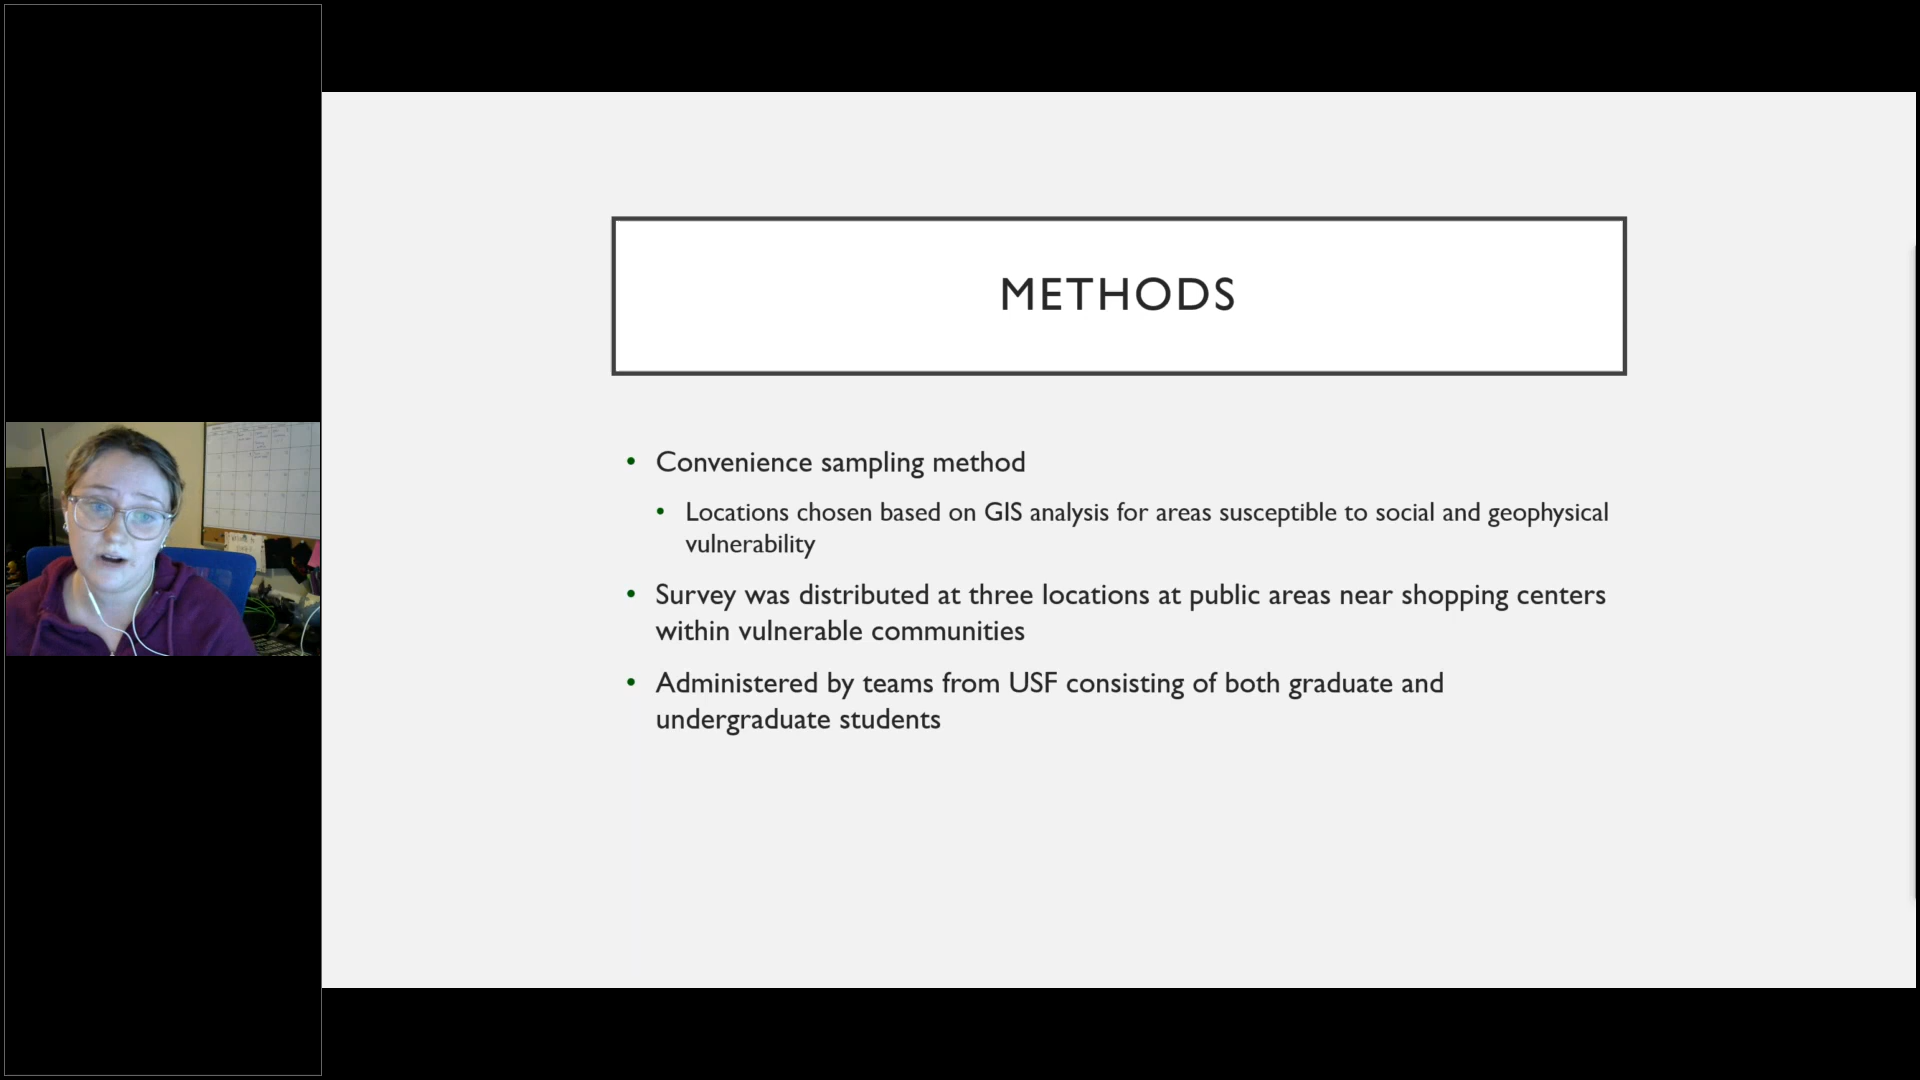 METHODS
• Convenience sampling method
• Locations chosen based on GIS analysis for areas susceptible to social and geophysical
vulnerability
• Survey was distributed at three locations at public areas near shopping centers
within vulnerable communities
• Administered by teams from USF consisting of both graduate and
undergraduate students